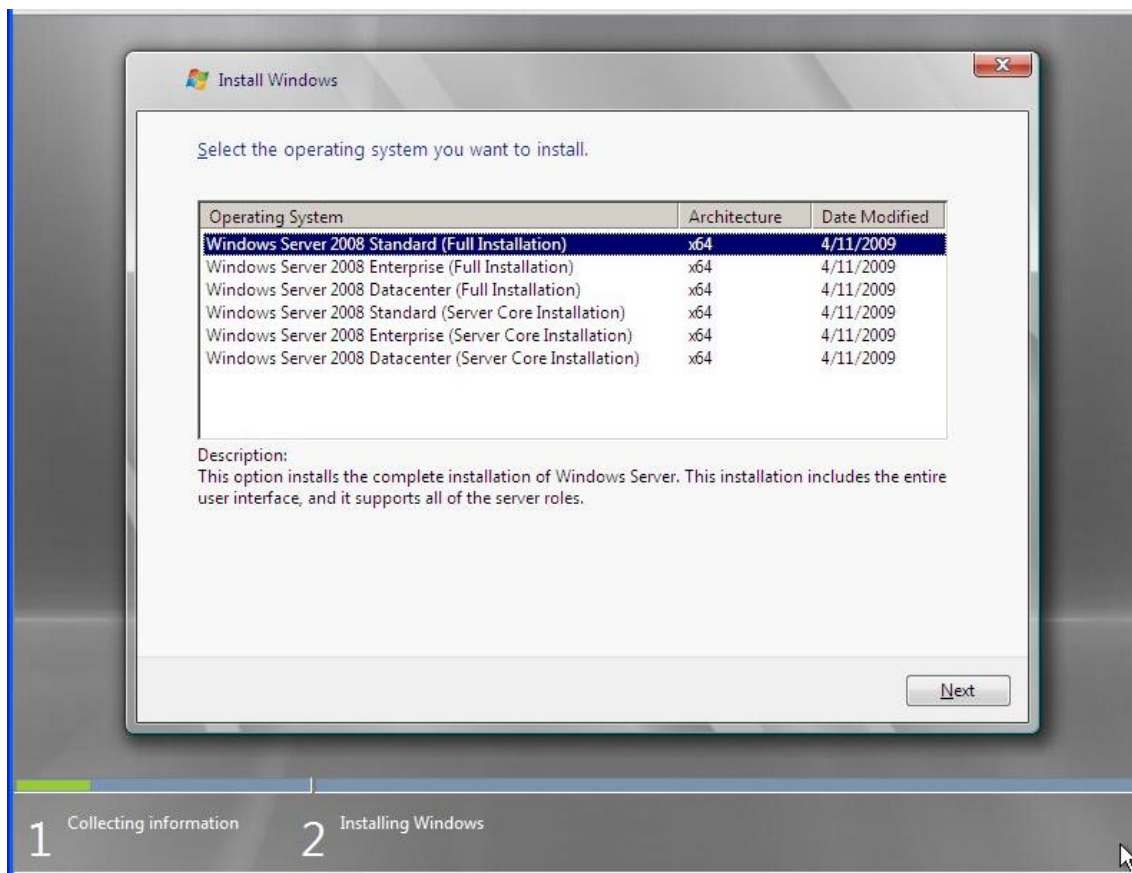 Install Windows
Select the operating system you want to install.
Operating System Architecture Date Modified
Windows Server 2008 Standard (Full Installation) x64 4/11/2009
Windows Server 2008 Enterprise (Full Installation) x64 4/11/2009
Windows Server 2008 Datacenter (Full Installation) x64 4/11/2009
Windows Server 2008 Standard (Server Core Installation) x64 4/11/2009
Windows Server 2008 Enterprise (Server Core Installation) x64 4/11/2009
Windows Server 2008 Datacenter (Server Core Installation) x64 4/11/2009
Description:
This option installs the complete installation of Windows Server. This installation includes the entire
user interface, and it supports all of the server roles.
Next
1 Collecting information 2 Installing Windows